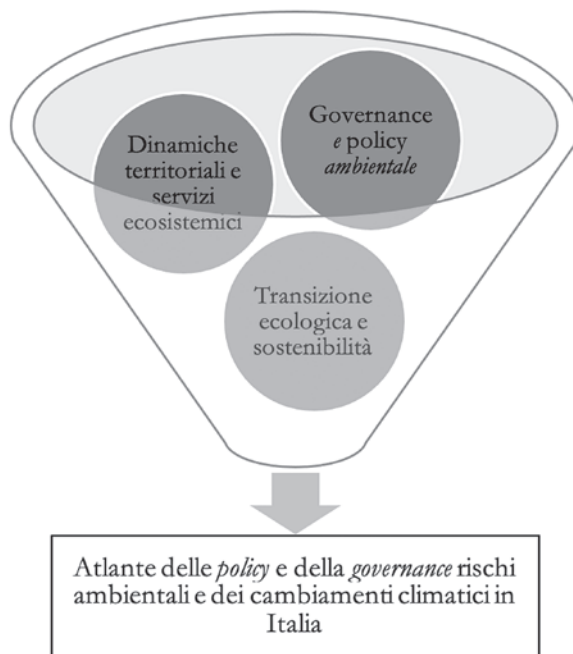 Dinamiche
territoriali e
servizi
ecosistemici
Governance
e policy
ambientale
Transizione
ecologica e
sostenibilità
Atlante delle policy e della governance rischi
ambientali e dei cambiamenti climatici in
Italia